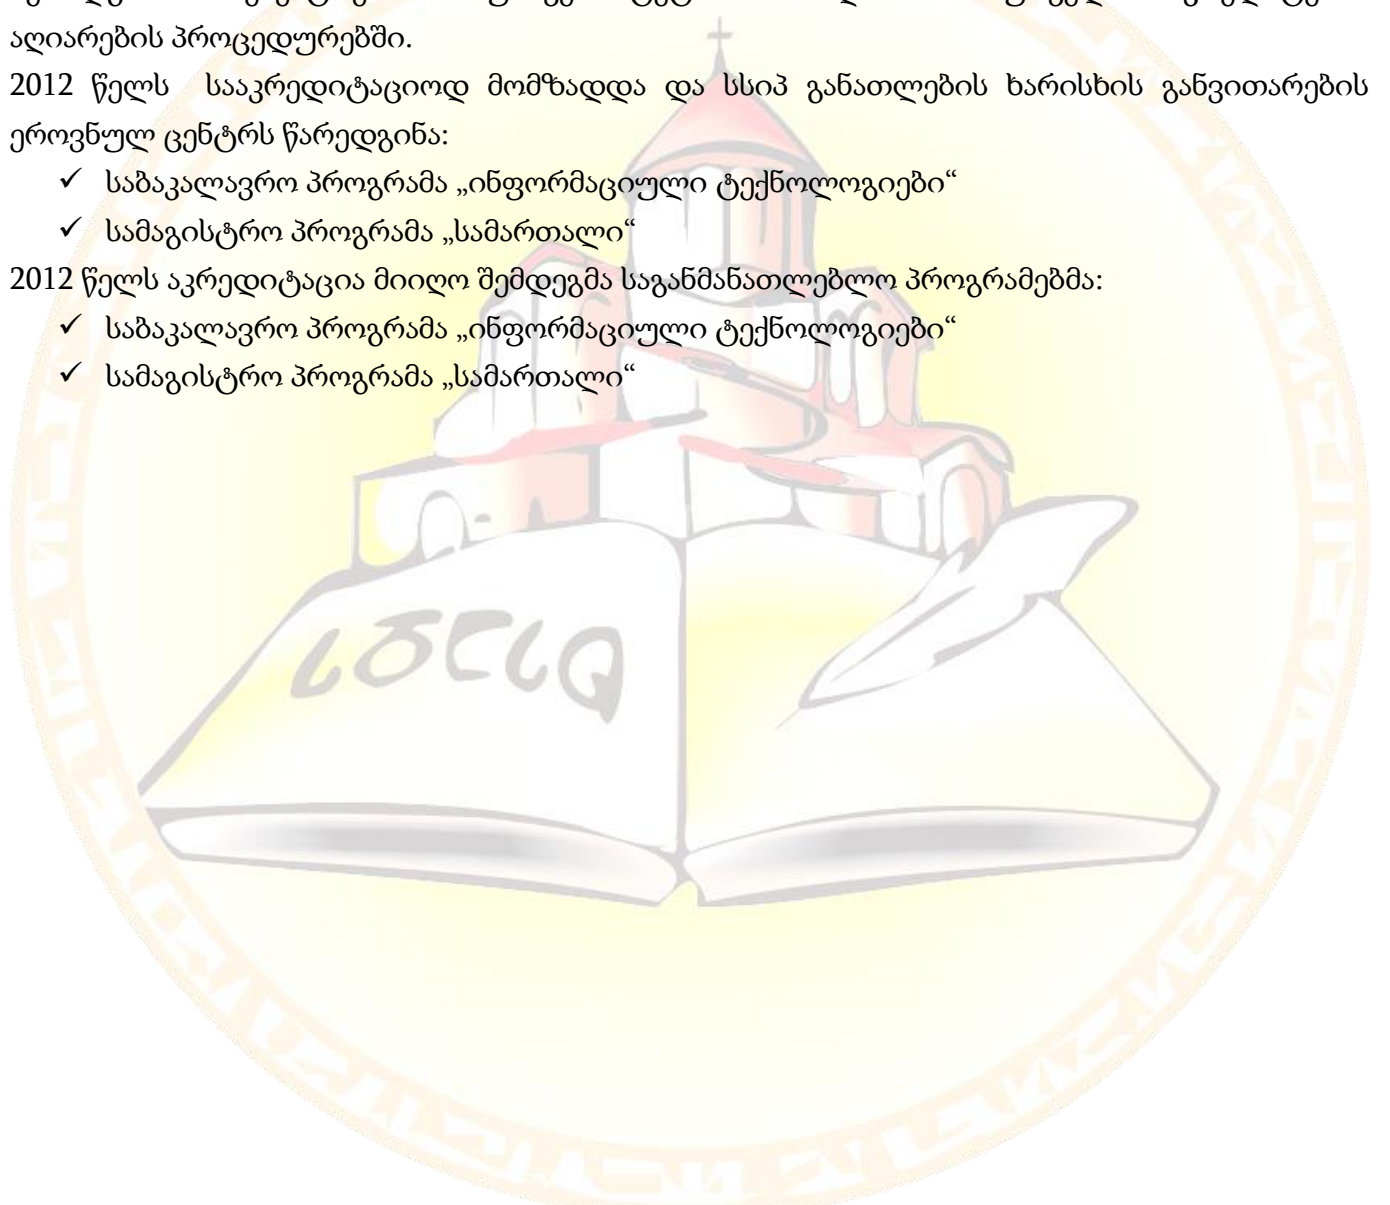 აღიარების პროცედურებში.
2012 წელს სააკრედიტაციოდ მომზადდა და სსიპ განათლების ხარისხის განვითარების
ეროვნულ ცენტრს წარედგინა:
✓ საბაკალავრო პროგრამა „ინფორმაციული ტექნოლოგიები“
✓ სამაგისტრო პროგრამა „სამართალი“
2012 წელს აკრედიტაცია მიიღო შემდეგმა საგანმანათლებლო პროგრამებმა:
✓ საბაკალავრო პროგრამა „ინფორმაციული ტექნოლოგიები“
✓ სამაგისტრო პროგრამა „სამართალი“